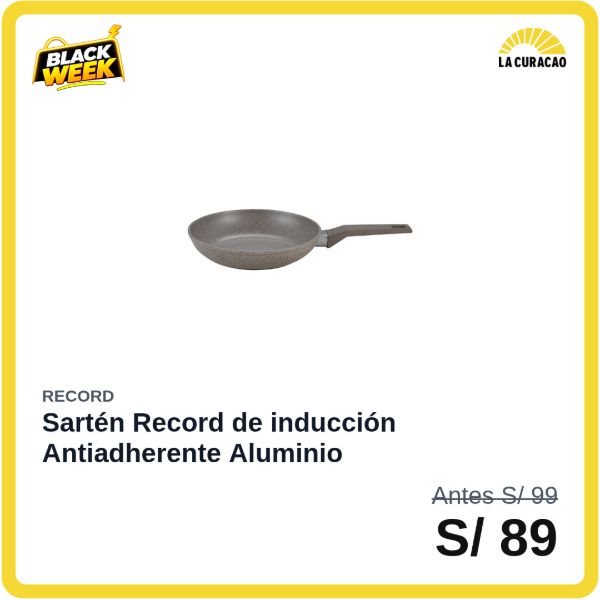 BLACK
WEEK
LA CURACAO
RECORD
Sartén Record de inducción
Antiadherente Aluminio
Antes S/ 99
S/ 89